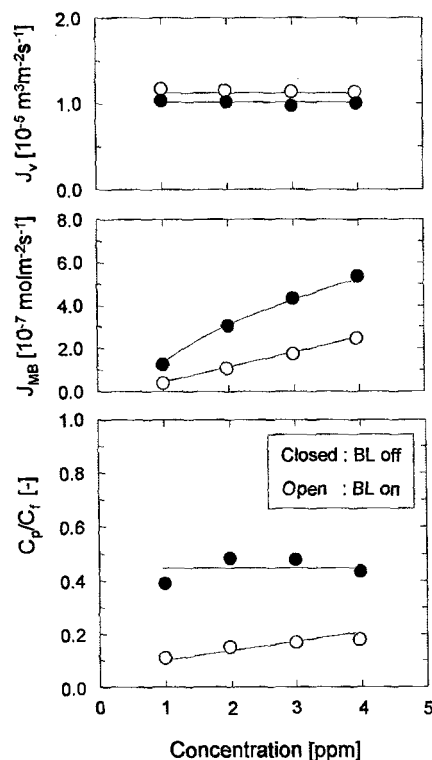 2.0
1.0
0.0
J_v [10^-5 m^3m^-2s^-1]
8.0
6.0
4.0
2.0
0.0
J_MB [10^-7 molm^-2s^-1]
1.0
0.8
0.6
0.4
0.2
0.0
C_p/C_f [-]
Closed : BL off
Open : BL on
0 1 2 3 4 5
Concentration [ppm]